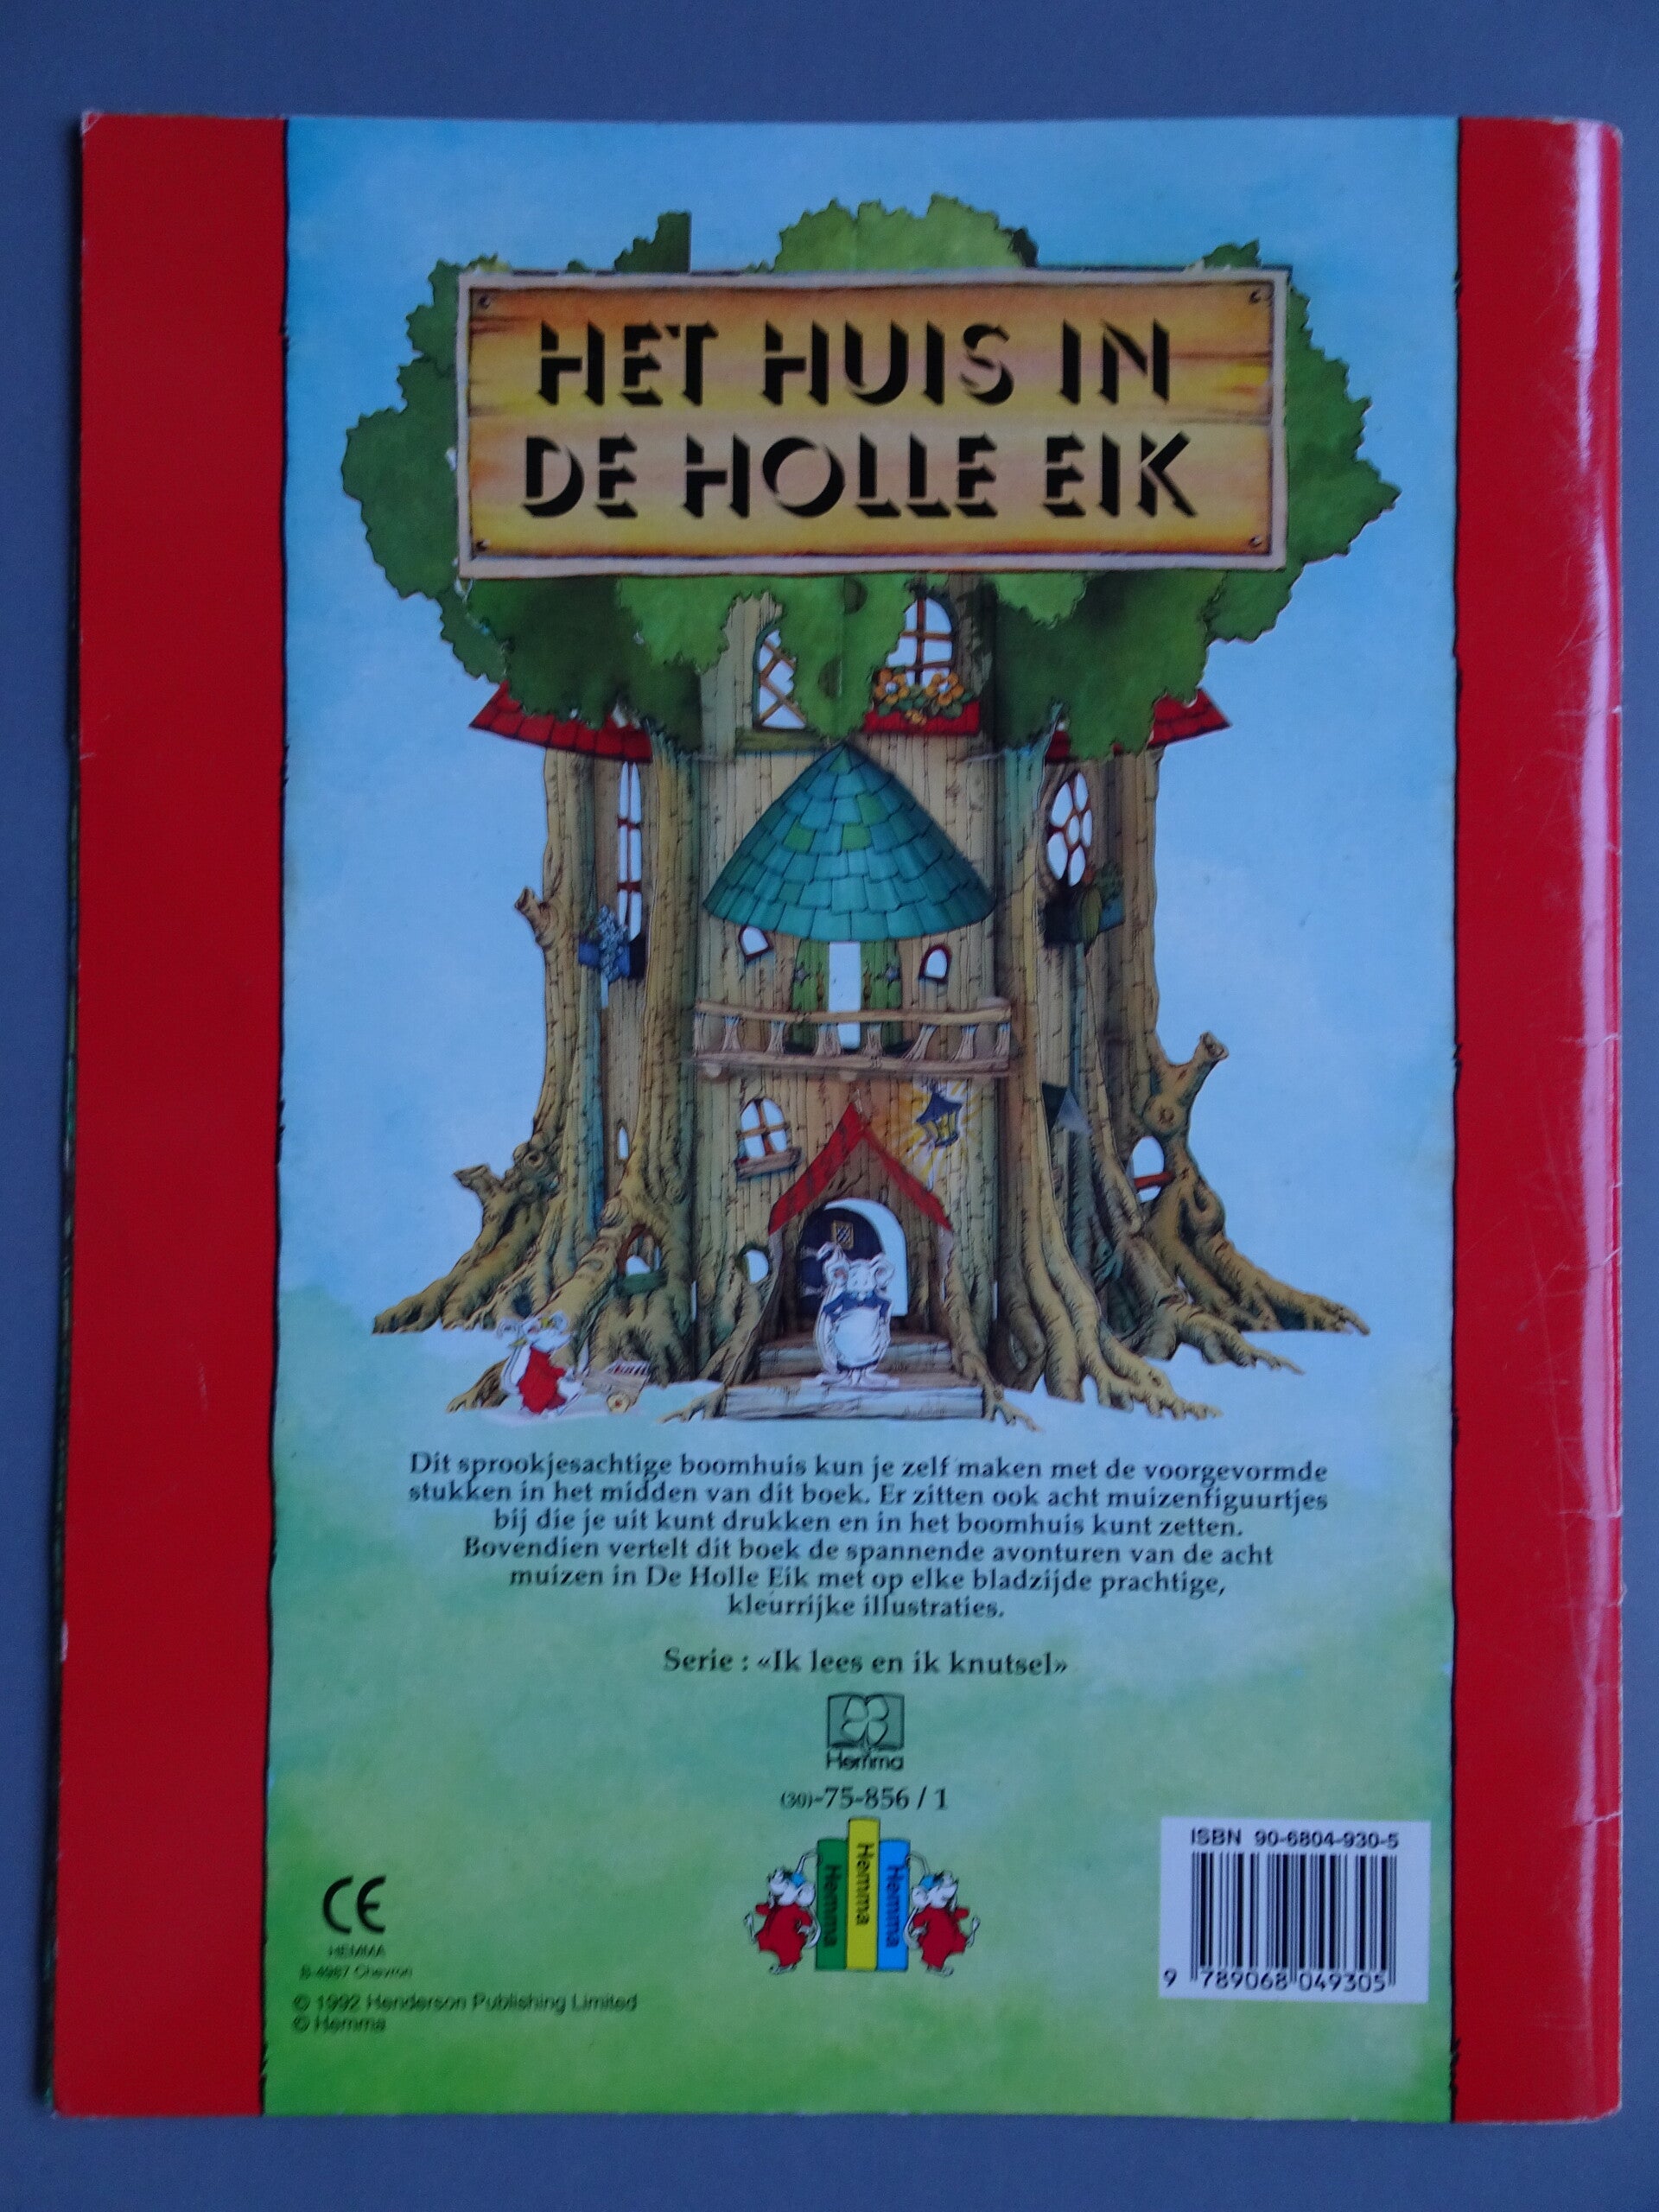 HET HUIS IN
DE HOLLE EIK
Dit sprookjesachtige boomhuis kun je zelf maken met de voorgevormde
stukken in het midden van dit boek. Er zitten ook acht muizenfiguurtjes
bij die je uit kunt drukken en in het boomhuis kunt zetten.
Bovendien vertelt dit boek de spannende avonturen van de acht
muizen in De Holle Eik met op elke bladzijde prachtige,
kleurrijke illustraties.
Serie : «Ik lees en ik knutsel»
Hemma
(30)-75-856 / 1
Hemma
Hemma
Hemma
CE
HEMMA
B-4987 Chevron
© 1992 Henderson Publishing Limited
© Hemma
ISBN 90-6804-930-5
9 789068 049305